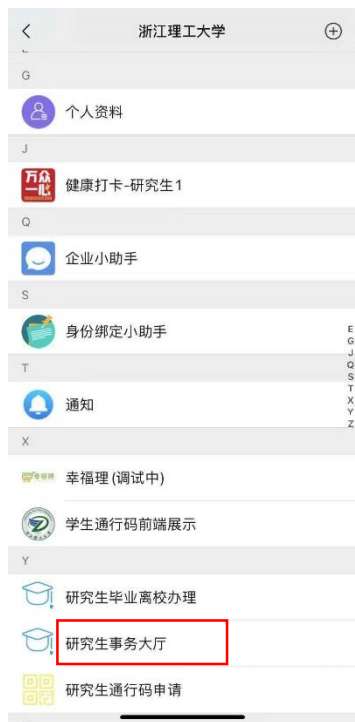 浙江理工大学
G
个人资料
J
万众
一心
健康打卡-研究生1
Q
企业小助手
S
身份绑定小助手
T
通知
X
幸福理(调试中)
学生通行码前端展示
Y
研究生毕业离校办理
研究生事务大厅
研究生通行码申请
E
G
J
Q
S
T
X
Y
Z